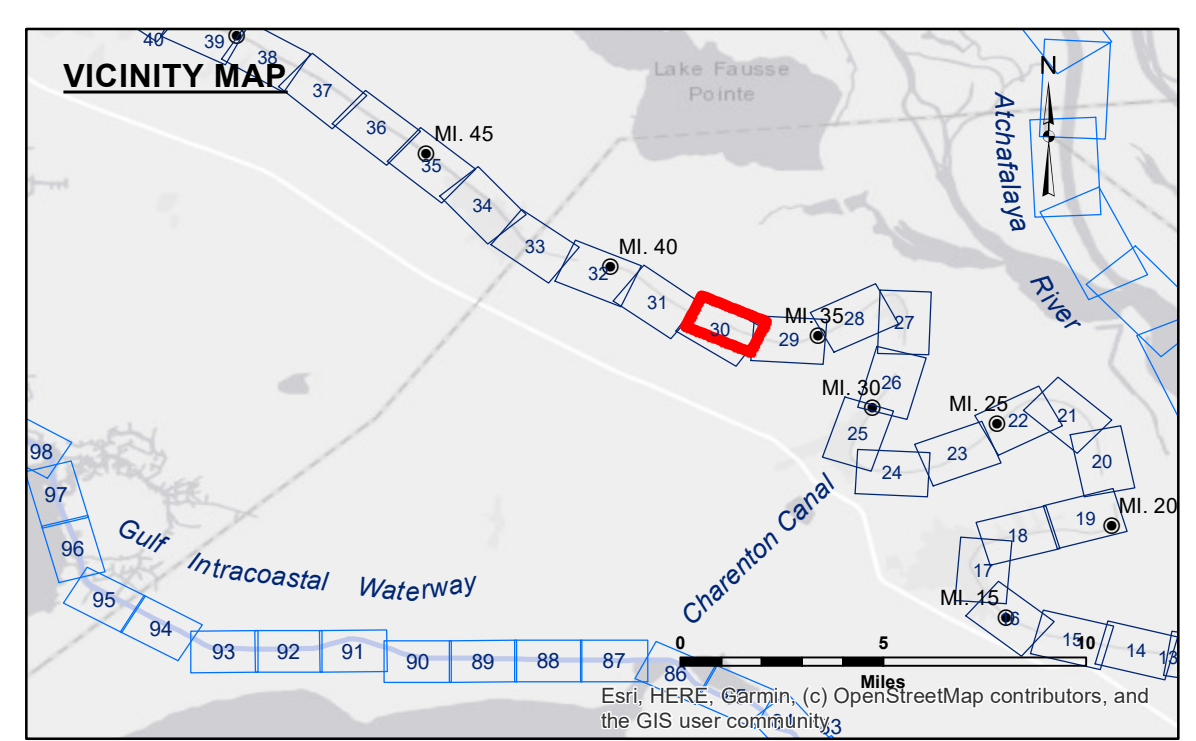 40
39
38
VICINITY MAP
37
36
MI. 45
35
34
33
MI. 40
32
31
30
MI. 35
29
28
27
Lake Fausse
Pointe
N
Atchafalaya
River
MI. 30
26
25
24
23
MI. 25
22
21
20
MI. 20
19
18
17
MI. 15
16
15
14
13
Charenton Canal
98
97
96
95
94
93
92
91
90
89
88
87
86
Gulf Intracoastal Waterway
0 5 10
Miles
Esri, HERE, Garmin, (c) OpenStreetMap contributors, and
the GIS user community